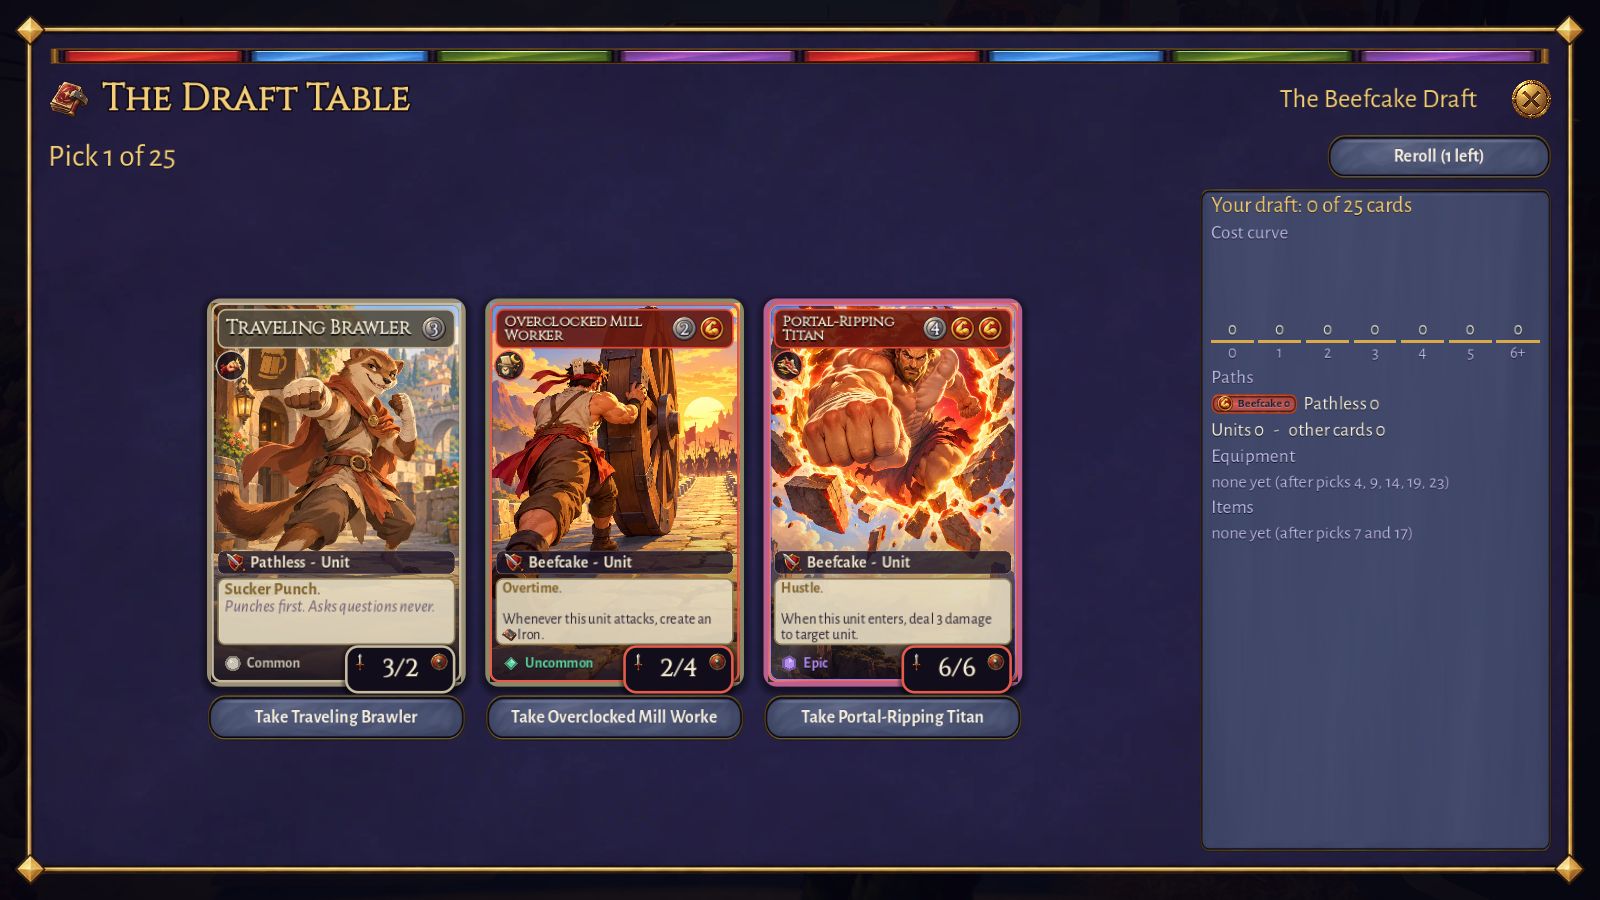 The Draft Table
The Beefcake Draft
Pick 1 of 25
Reroll (1 left)
Traveling Brawler
3
Pathless - Unit
Sucker Punch.
Punches first. Asks questions never.
Common
3/2
Take Traveling Brawler
Overclocked Mill
Worker
2
Beefcake - Unit
Overtime.
Whenever this unit attacks, create an
Iron.
Uncommon
2/4
Take Overclocked Mill Worke
Portal-Ripping
Titan
4
Beefcake - Unit
Hustle.
When this unit enters, deal 3 damage
to target unit.
Epic
6/6
Take Portal-Ripping Titan
Your draft: 0 of 25 cards
Cost curve
0 0 0 0 0 0 0
0 1 2 3 4 5 6+
Paths
Beefcake 0 Pathless 0
Units 0 - other cards 0
Equipment
none yet (after picks 4, 9, 14, 19, 23)
Items
none yet (after picks 7 and 17)